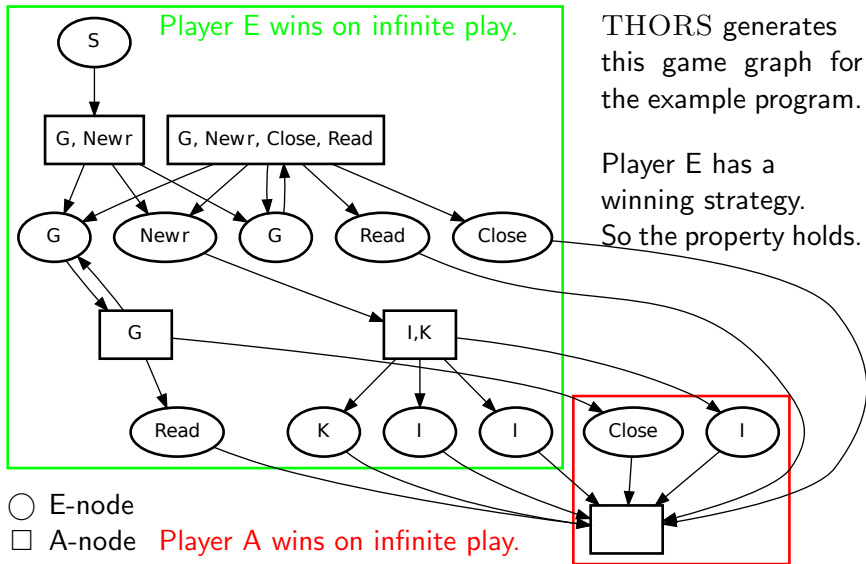 Player E wins on infinite play.
THORS generates
this game graph for
the example program.
S
G, Newr
G, Newr, Close, Read
Player E has a
winning strategy.
So the property holds.
G
Newr
G
Read
Close
G
I,K
Read
K
I
I
Close
I
E-node
A-node
Player A wins on infinite play.